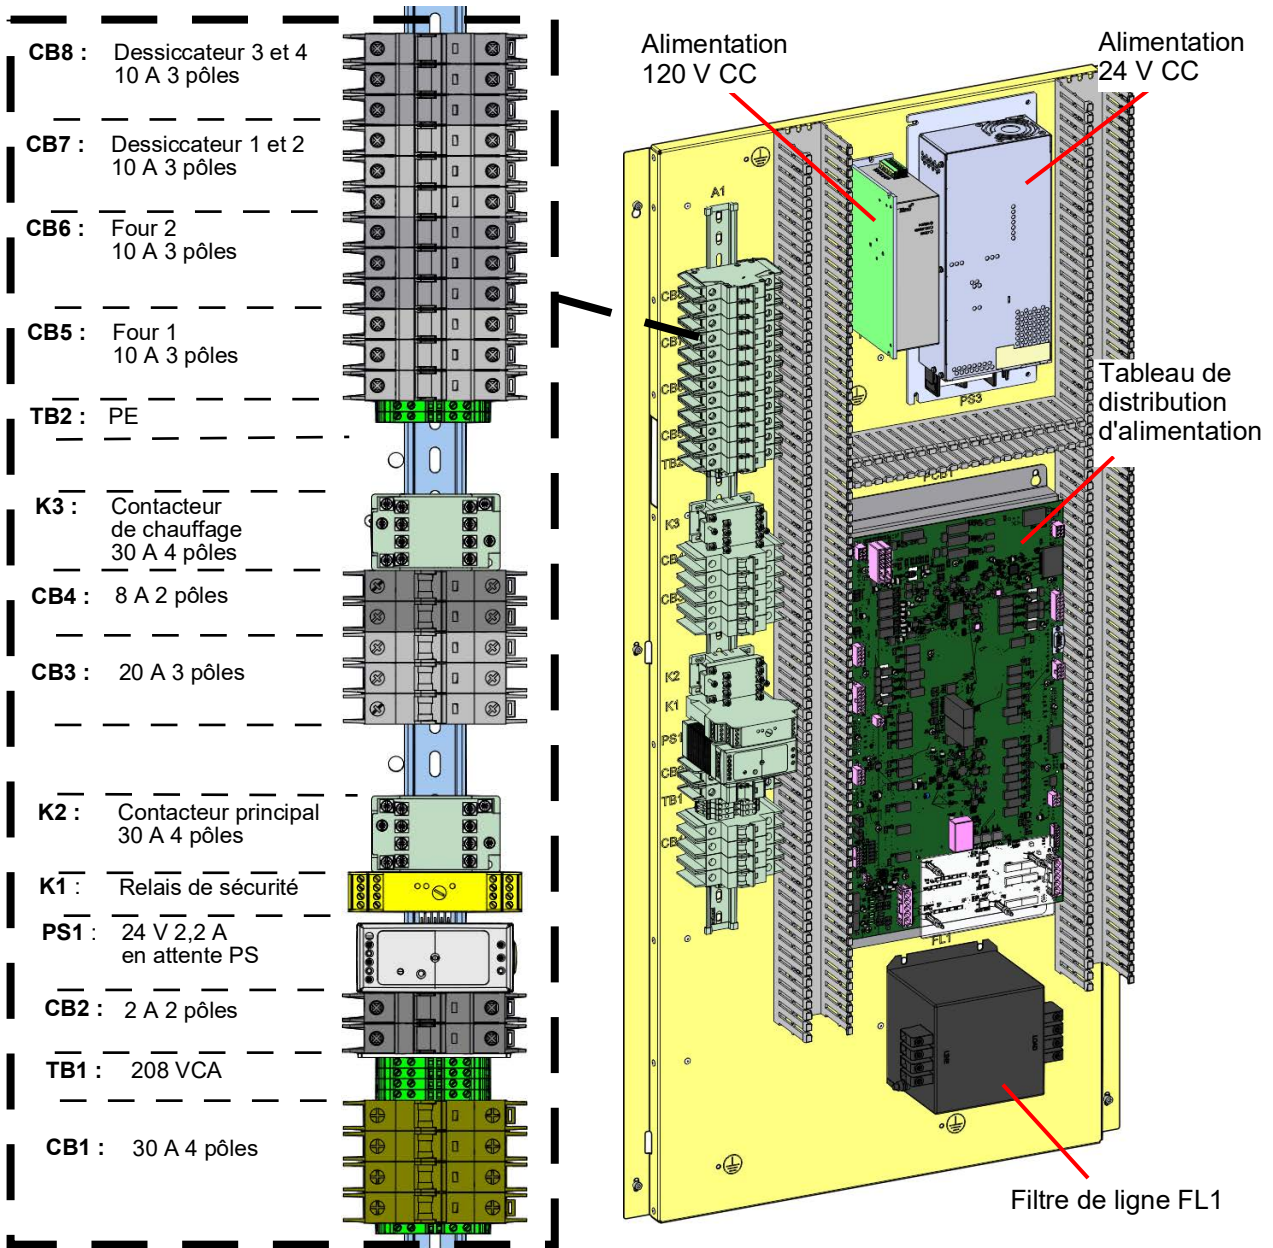 CB8 : Dessiccateur 3 et 4
10 A 3 pôles
CB7 : Dessiccateur 1 et 2
10 A 3 pôles
CB6 : Four 2
10 A 3 pôles
CB5 : Four 1
10 A 3 pôles
TB2 : PE
K3 : Contacteur
de chauffage
30 A 4 pôles
CB4 : 8 A 2 pôles
CB3 : 20 A 3 pôles
K2 : Contacteur principal
30 A 4 pôles
K1 : Relais de sécurité
PS1 : 24 V 2,2 A
en attente PS
CB2 : 2 A 2 pôles
TB1 : 208 VCA
CB1 : 30 A 4 pôles
Alimentation
120 V CC
Alimentation
24 V CC
A1
PS3
Tableau de
distribution
d'alimentation
PCB1
TB2
K3
K2
K1
PS1
TB1
FL1
Filtre de ligne FL1